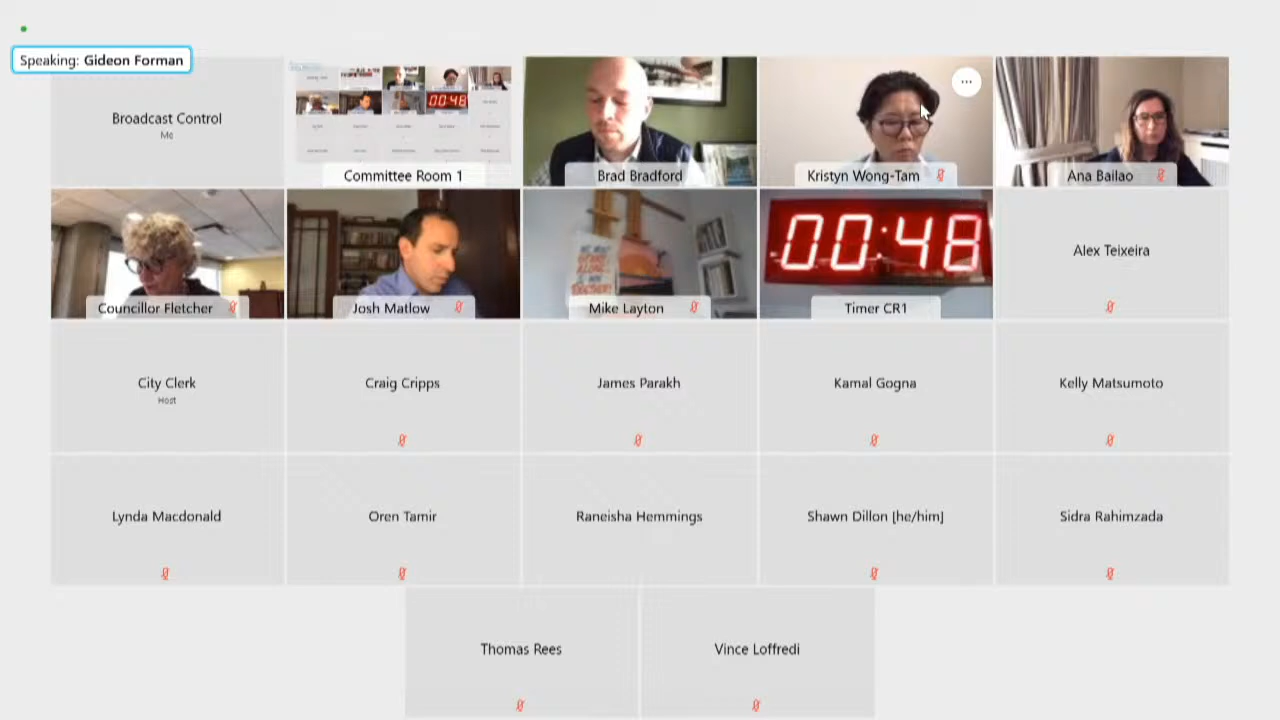 Speaking: Gideon Forman
Broadcast Control
Me
Committee Room 1
Brad Bradford
Kristyn Wong-Tam
Ana Bailao
Councillor Fletcher
Josh Matlow
Mike Layton
00:48
Timer CR1
Alex Teixeira
City Clerk
Host
Craig Cripps
James Parakh
Kamal Gogna
Kelly Matsumoto
Lynda Macdonald
Oren Tamir
Raneisha Hemmings
Shawn Dillon [he/him]
Sidra Rahimzada
Thomas Rees
Vince Loffredi
00:48